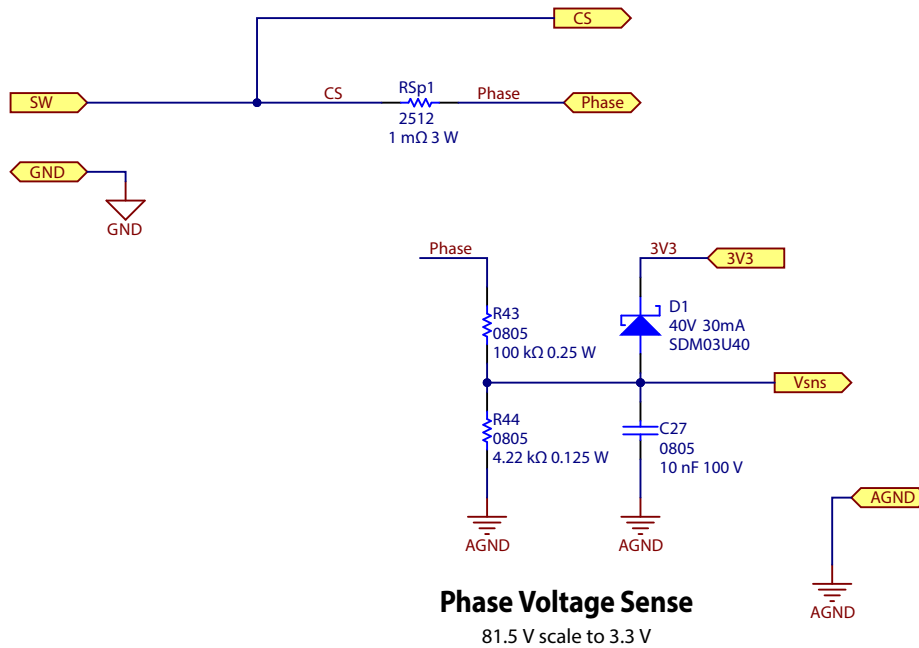 CS
SW
CS
RSp1
Phase
Phase
2512
1 mΩ 3 W
GND
GND
Phase
3V3
3V3
R43
0805
100 kΩ 0.25 W
D1
40V 30mA
SDM03U40
Vsns
R44
0805
4.22 kΩ 0.125 W
C27
0805
10 nF 100 V
AGND
AGND
AGND
AGND
Phase Voltage Sense
81.5 V scale to 3.3 V